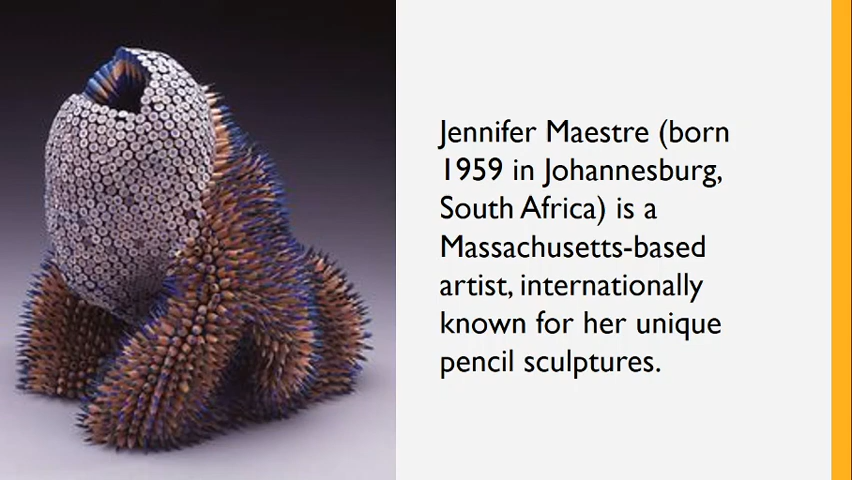 Jennifer Maestre (born
1959 in Johannesburg,
South Africa) is a
Massachusetts-based
artist, internationally
known for her unique
pencil sculptures.